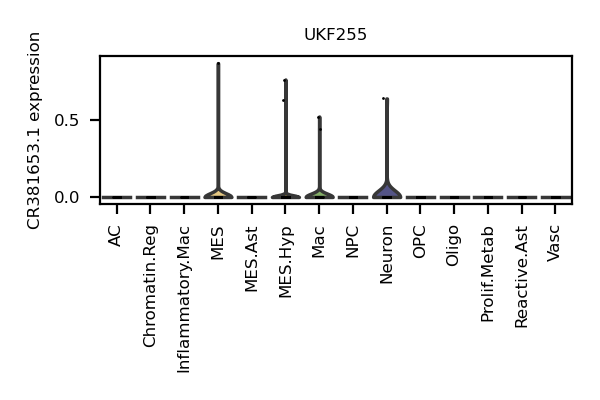 UKF255
CR381653.1 expression
0.5
0.0
AC
Chromatin.Reg
Inflammatory.Mac
MES
MES.Ast
MES.Hyp
Mac
NPC
Neuron
OPC
Oligo
Prolif.Metab
Reactive.Ast
Vasc